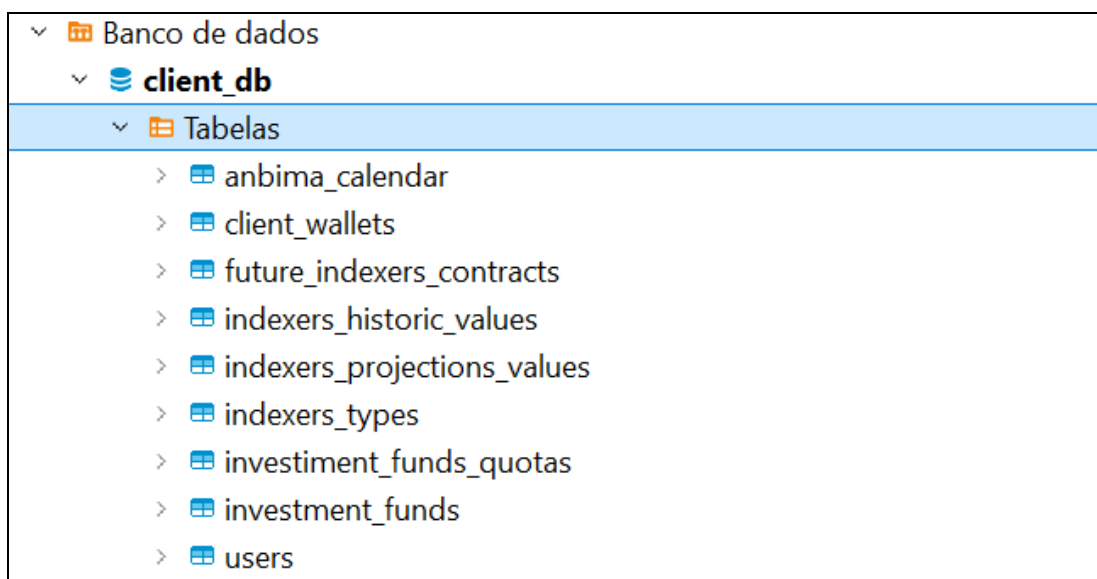 Banco de dados
client_db
Tabelas
anbima_calendar
client_wallets
future_indexers_contracts
indexers_historic_values
indexers_projections_values
indexers_types
investiment_funds_quotas
investment_funds
users